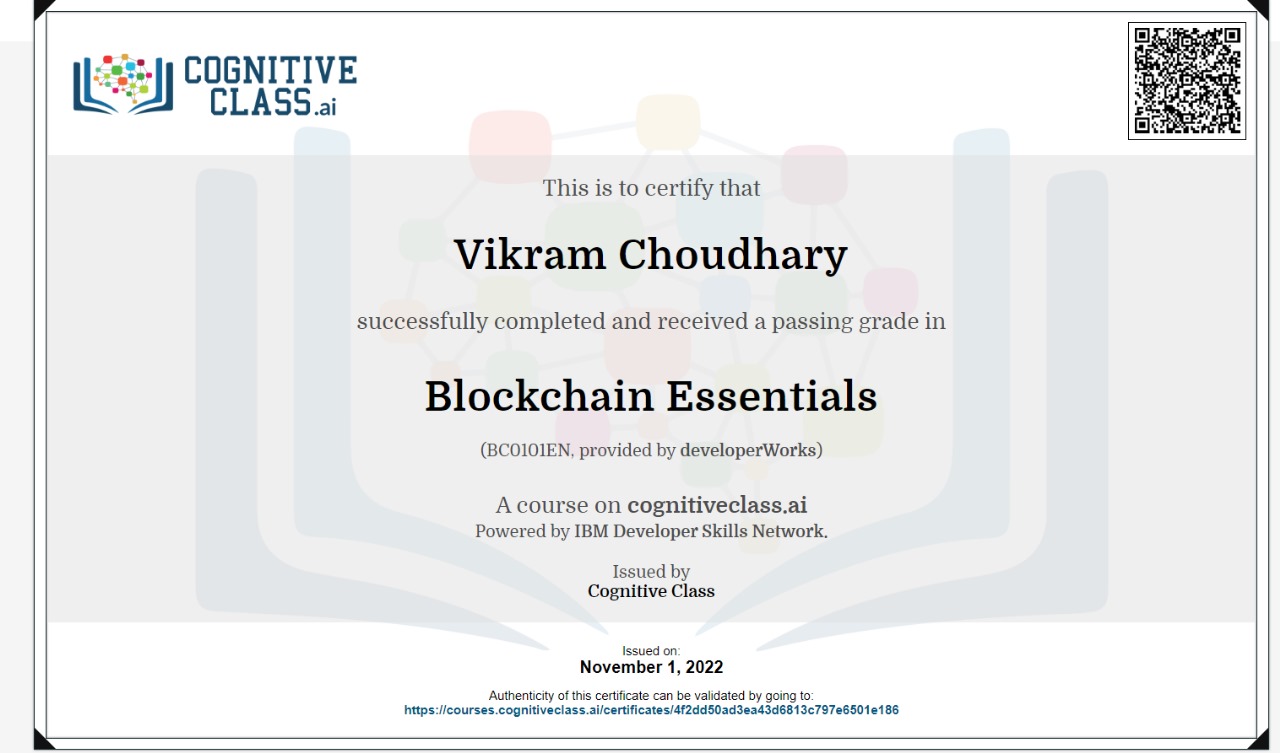 COGNITIVE
CLASS.ai
This is to certify that
Vikram Choudhary
successfully completed and received a passing grade in
Blockchain Essentials
(BC0101EN, provided by developerWorks)
A course on cognitiveclass.ai
Powered by IBM Developer Skills Network.
Issued by
Cognitive Class
Issued on:
November 1, 2022
Authenticity of this certificate can be validated by going to:
https://courses.cognitiveclass.ai/certificates/4f2dd50ad3ea43d6813c797e6501e186